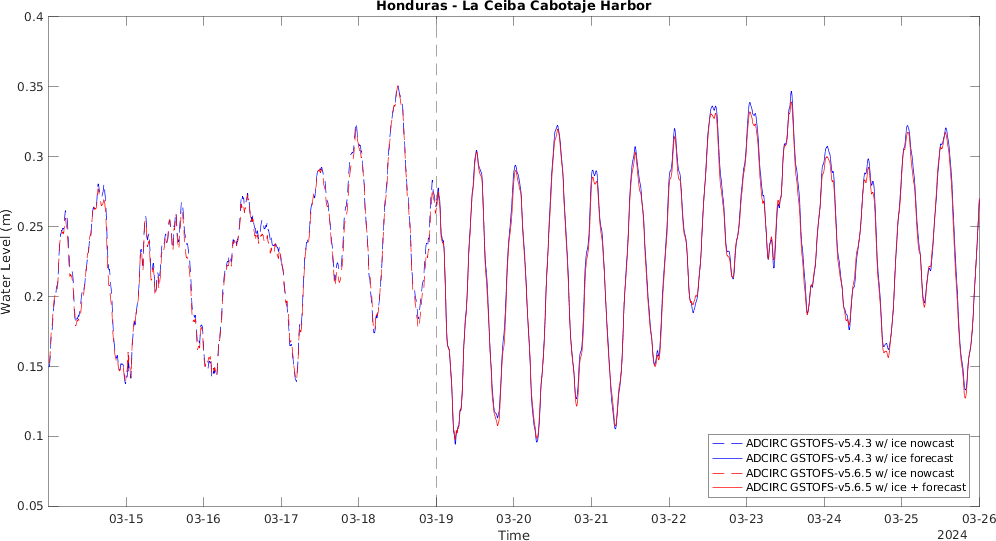 Honduras - La Ceiba Cabotaje Harbor
0.4
0.35
0.3
0.25
0.2
0.15
0.1
0.05
Water Level (m)
ADCIRC GSTOFS-v5.4.3 w/ ice nowcast
ADCIRC GSTOFS-v5.4.3 w/ ice forecast
ADCIRC GSTOFS-v5.6.5 w/ ice nowcast
ADCIRC GSTOFS-v5.6.5 w/ ice + forecast
03-15 03-16 03-17 03-18 03-19 03-20 03-21 03-22 03-23 03-24 03-25 03-26
Time
2024